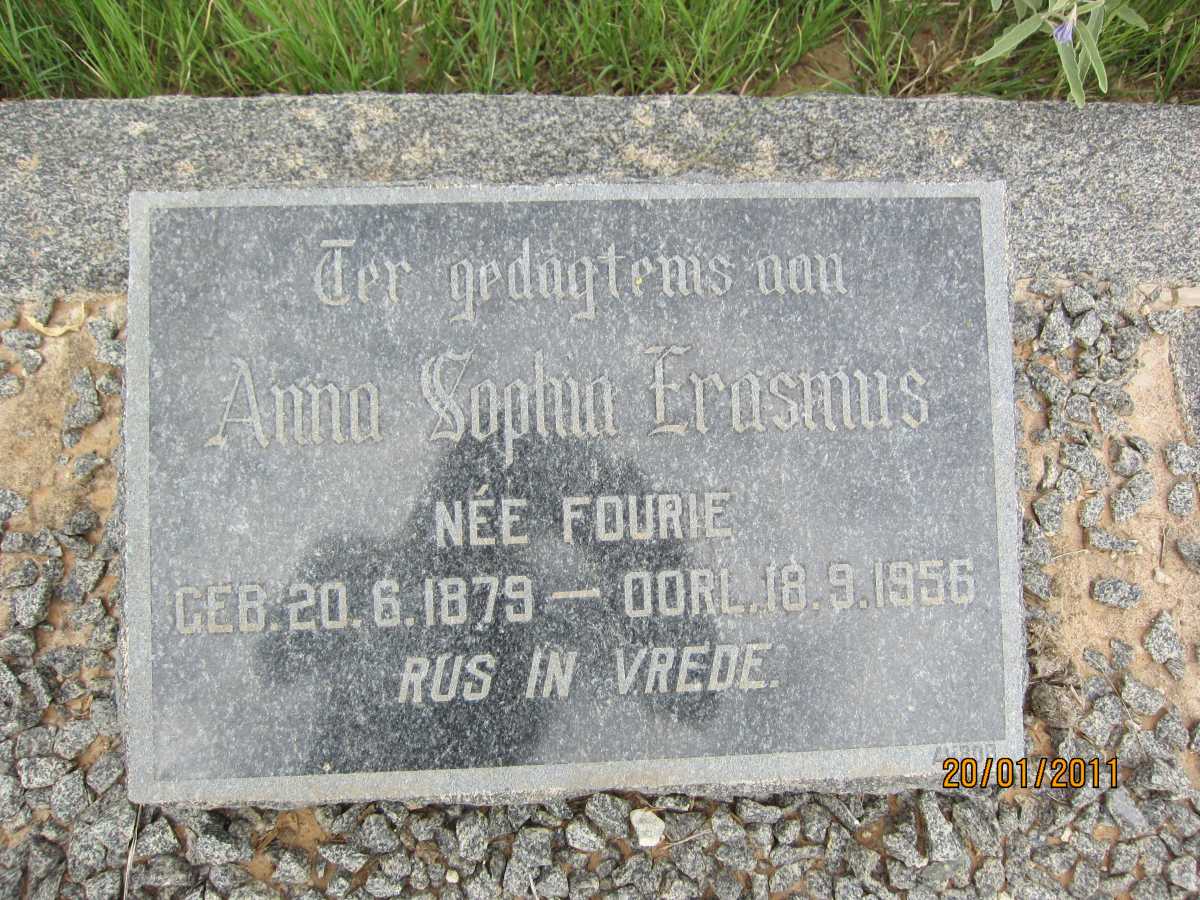 Ter gedagtenis aan
Anna Sophia Erasmus
NÉE FOURIE
GEB. 20.6.1879 — OORL. 18.9.1956
RUS IN VREDE.
20/01/2011